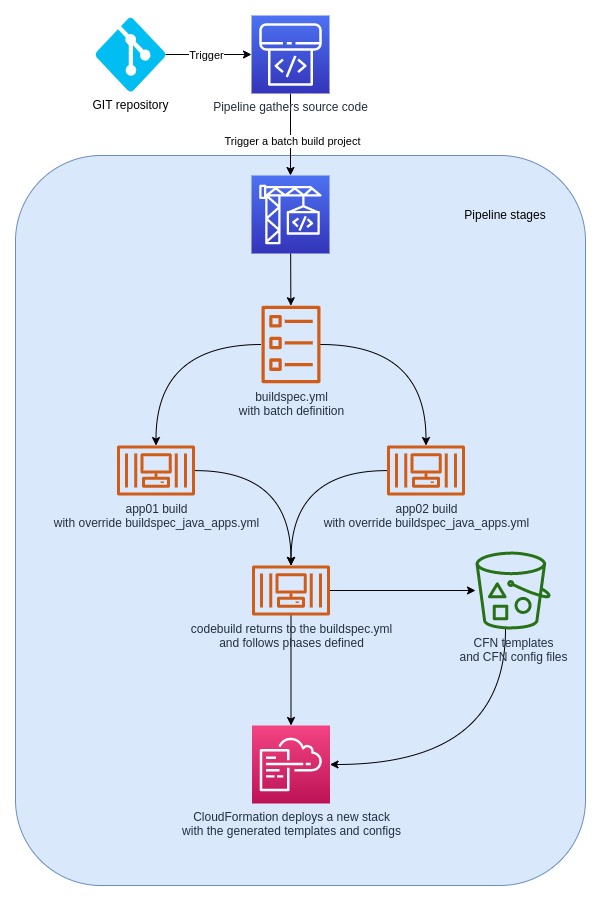 Trigger
GIT repository
Pipeline gathers source code
Trigger a batch build project
Pipeline stages
buildspec.yml
with batch definition
app01 build
with override buildspec_java_apps.yml
app02 build
with override buildspec_java_apps.yml
codebuild returns to the buildspec.yml
and follows phases defined
CFN templates
and CFN config files
CloudFormation deploys a new stack
with the generated templates and configs